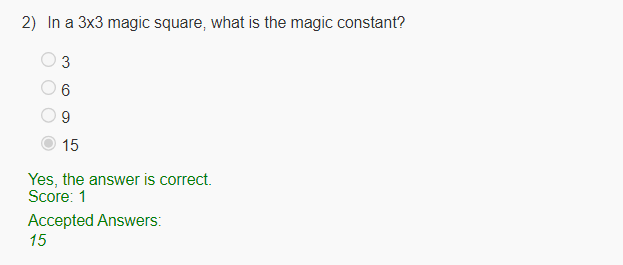 2) In a 3x3 magic square, what is the magic constant?
3
6
9
15
Yes, the answer is correct.
Score: 1
Accepted Answers:
15